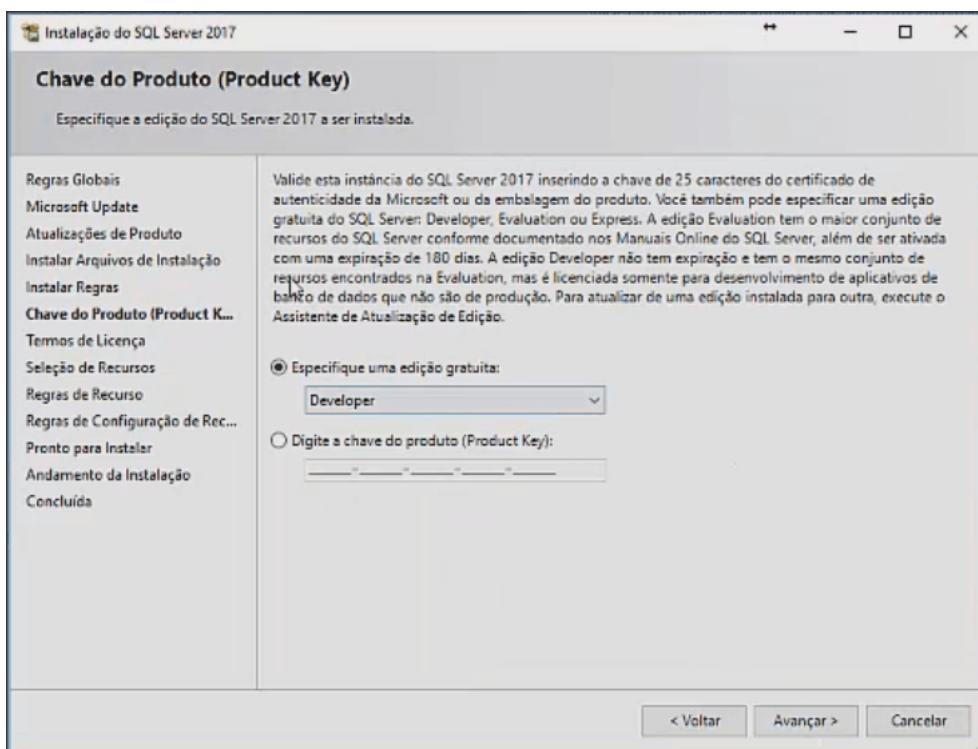 Instalação do SQL Server 2017
Chave do Produto (Product Key)
Especifique a edição do SQL Server 2017 a ser instalada.
Regras Globais
Microsoft Update
Atualizações de Produto
Instalar Arquivos de Instalação
Instalar Regras
Chave do Produto (Product K...
Termos de Licença
Seleção de Recursos
Regras de Recurso
Regras de Configuração de Rec...
Pronto para Instalar
Andamento da Instalação
Concluída
Valide esta instância do SQL Server 2017 inserindo a chave de 25 caracteres do certificado de
autenticidade da Microsoft ou da embalagem do produto. Você também pode especificar uma edição
gratuita do SQL Server: Developer, Evaluation ou Express. A edição Evaluation tem o maior conjunto de
recursos do SQL Server conforme documentado nos Manuais Online do SQL Server, além de ser ativada
com uma expiração de 180 dias. A edição Developer não tem expiração e tem o mesmo conjunto de
recursos encontrados na Evaluation, mas é licenciada somente para desenvolvimento de aplicativos de
banco de dados que não são de produção. Para atualizar de uma edição instalada para outra, execute o
Assistente de Atualização de Edição.
Especifique uma edição gratuita:
Developer
Digite a chave do produto (Product Key):
_____-_____-_____-_____-_____
< Voltar
Avançar >
Cancelar